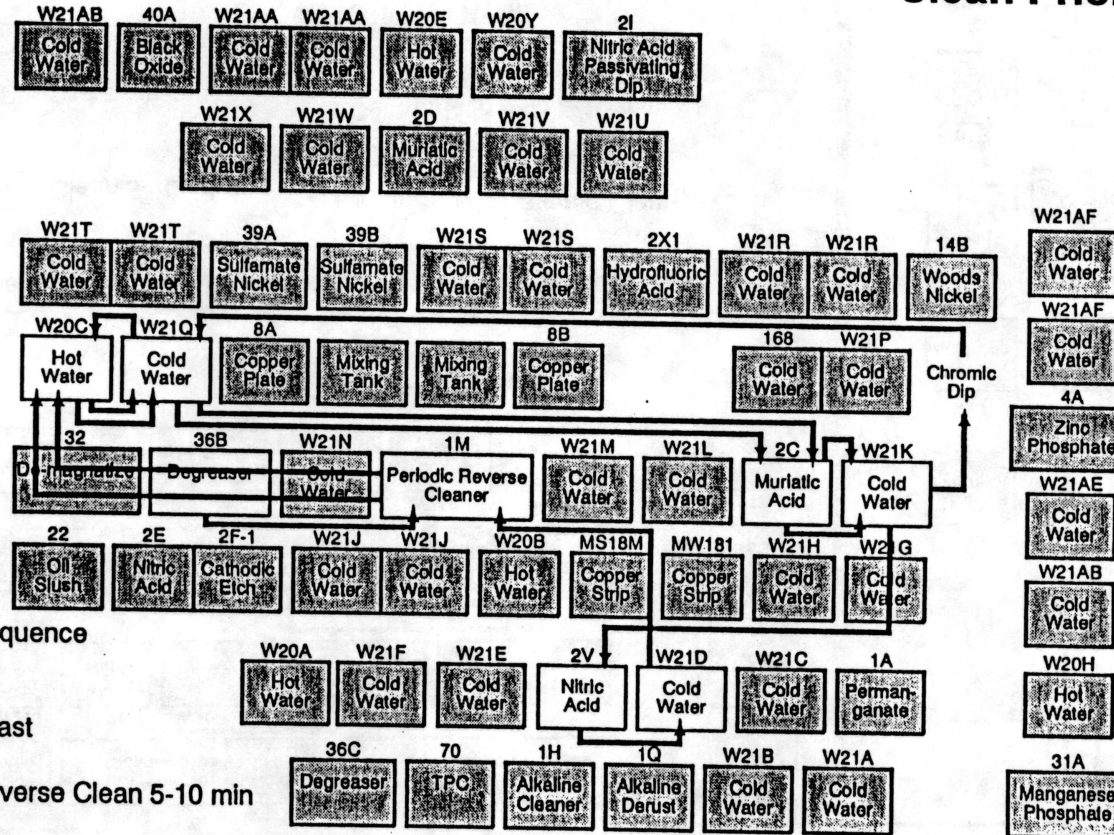 W21AB 40A W21AA W21AA W20E W20Y 2I
Cold Water Black Oxide Cold Water Cold Water Hot Water Cold Water Nitric Acid Passivating Dip
W21X W21W 2D W21V W21U
Cold Water Cold Water Muriatic Acid Cold Water Cold Water
W21T W21T 39A 39B W21S W21S 2X1 W21R W21R 14B
Cold Water Cold Water Sulfamate Nickel Sulfamate Nickel Cold Water Cold Water Hydrofluoric Acid Cold Water Cold Water Woods Nickel
W21AF
Cold Water
W20C W21Q 8A 8B 168 W21P
Hot Water Cold Water Copper Plate Mixing Tank Mixing Tank Copper Plate Cold Water Cold Water Chromic Dip
W21AF
Cold Water
32 36B W21N 1M W21M W21L 2C W21K
De-magnatize Degreaser Cold Water Periodic Reverse Cleaner Cold Water Cold Water Muriatic Acid Cold Water
4A
Zinc Phosphate
22 2E 2F-1 W21J W21J W20B MS18M MW181 W21H W21G
Oil Slush Nitric Acid Cathodic Etch Cold Water Cold Water Hot Water Copper Strip Copper Strip Cold Water Cold Water
W21AE
Cold Water
W21AB
Cold Water
W20A W21F W21E 2V W21D W21C 1A
Hot Water Cold Water Cold Water Nitric Acid Cold Water Cold Water Perman-ganate
W20H
Hot Water
36C 70 1H 1Q W21B W21A
Degreaser TPC Alkaline Cleaner Alkaline Derust Cold Water Cold Water
31A
Manganese Phosphate
quence
ast
verse Clean 5-10 min